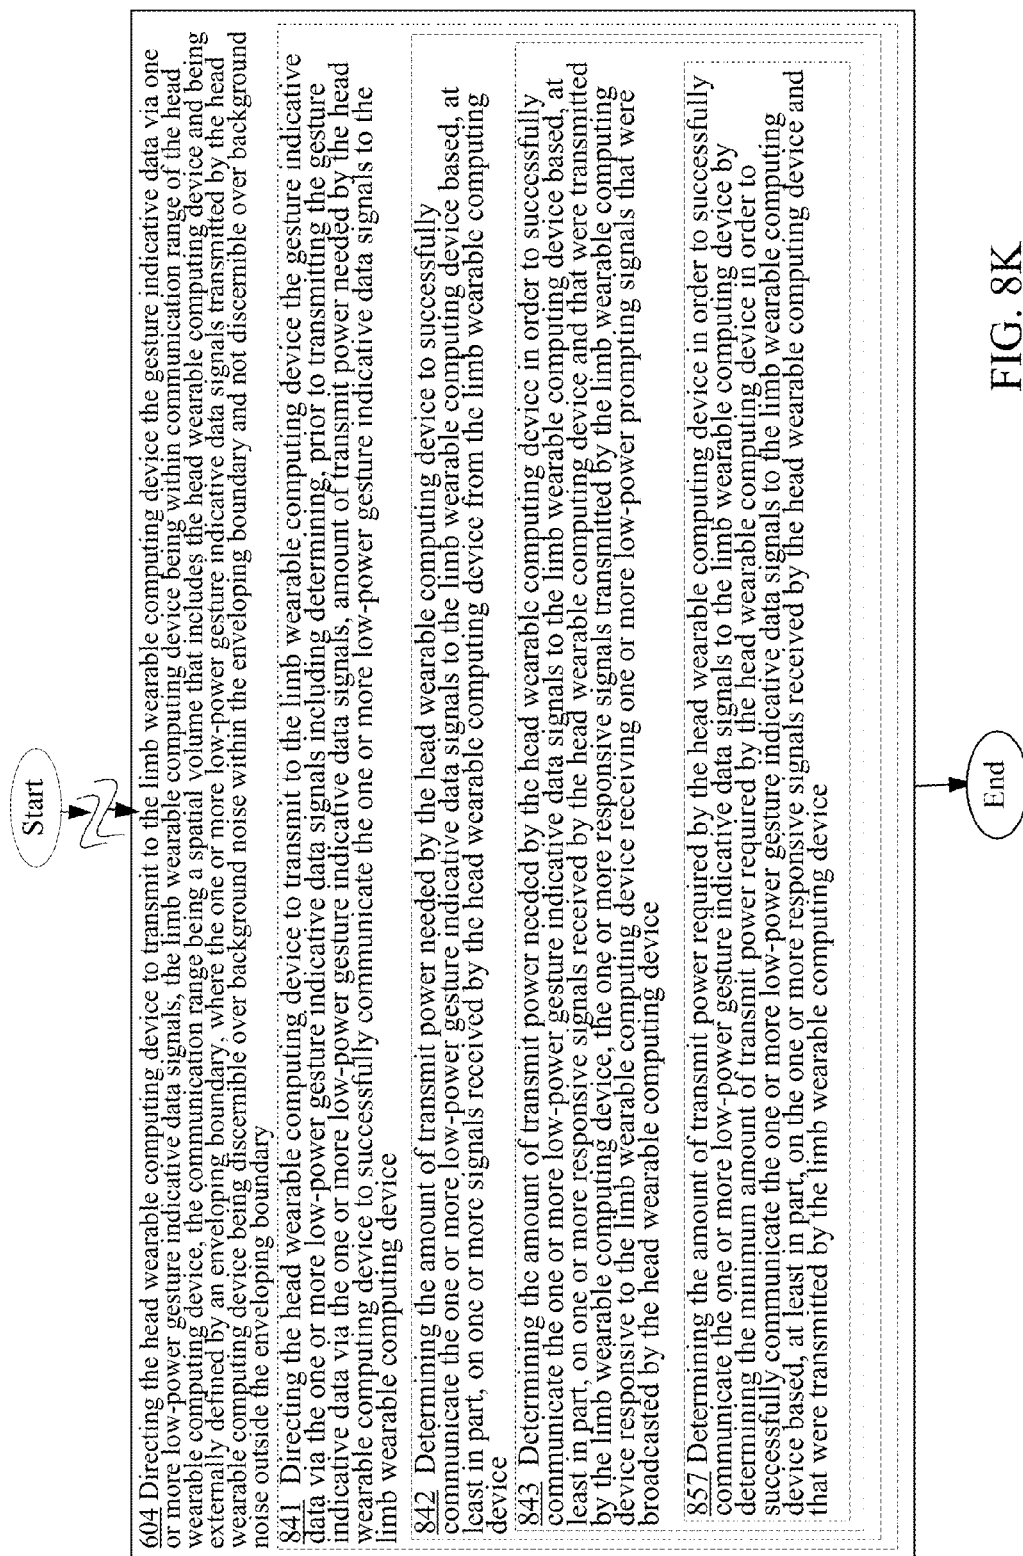 Start
604 Directing the head wearable computing device to transmit to the limb wearable computing device the gesture indicative data via one
or more low-power gesture indicative data signals, the limb wearable computing device being within communication range of the head
wearable computing device, the communication range being a spatial volume that includes the head wearable computing device and being
externally defined by an enveloping boundary, where the one or more low-power gesture indicative data signals transmitted by the head
wearable computing device being discernible over background noise within the enveloping boundary and not discernible over background
noise outside the enveloping boundary
841 Directing the head wearable computing device to transmit to the limb wearable computing device the gesture indicative
data via the one or more low-power gesture indicative data signals including determining, prior to transmitting the gesture
indicative data via the one or more low-power gesture indicative data signals, amount of transmit power needed by the head
wearable computing device to successfully communicate the one or more low-power gesture indicative data signals to the
limb wearable computing device
842 Determining the amount of transmit power needed by the head wearable computing device to successfully
communicate the one or more low-power gesture indicative data signals to the limb wearable computing device based, at
least in part, on one or more signals received by the head wearable computing device from the limb wearable computing
device
843 Determining the amount of transmit power needed by the head wearable computing device in order to successfully
communicate the one or more low-power gesture indicative data signals to the limb wearable computing device based, at
least in part, on one or more responsive signals received by the head wearable computing device and that were transmitted
by the limb wearable computing device, the one or more responsive signals transmitted by the limb wearable computing
device responsive to the limb wearable computing device receiving one or more low-power prompting signals that were
broadcasted by the head wearable computing device
857 Determining the amount of transmit power required by the head wearable computing device in order to successfully
communicate the one or more low-power gesture indicative data signals to the limb wearable computing device by
determining the minimum amount of transmit power required by the head wearable computing device in order to
successfully communicate the one or more low-power gesture indicative data signals to the limb wearable computing
device based, at least in part, on the one or more responsive signals received by the head wearable computing device and
that were transmitted by the limb wearable computing device
End
FIG. 8K